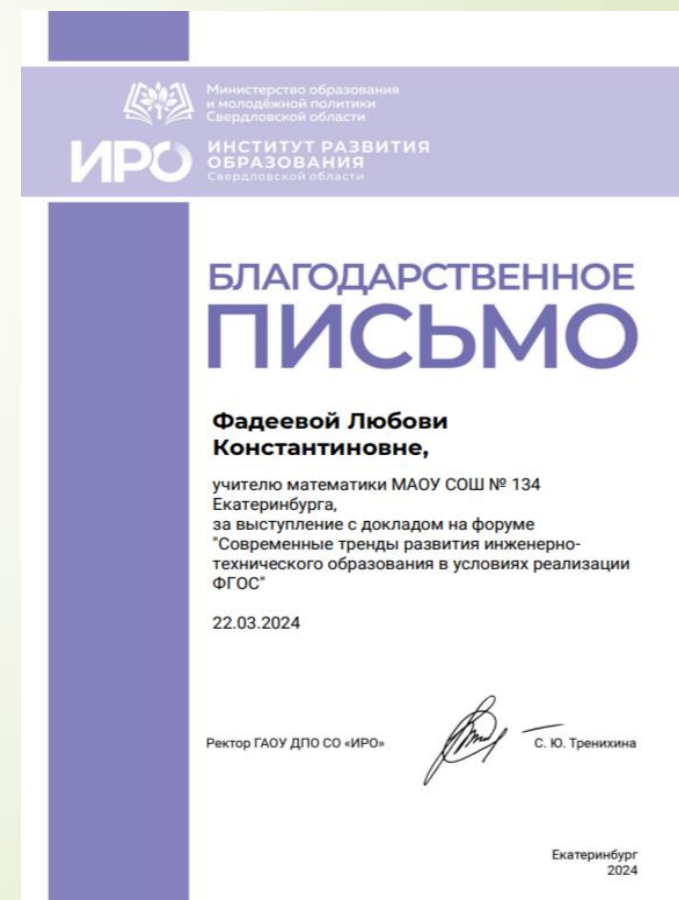 Министерство образования
и молодёжной политики
Свердловской области
ИРО
ИНСТИТУТ РАЗВИТИЯ
ОБРАЗОВАНИЯ
Свердловской области
БЛАГОДАРСТВЕННОЕ
ПИСЬМО
Фадеевой Любови
Константиновне,
учителю математики МАОУ СОШ № 134
Екатеринбурга,
за выступление с докладом на форуме
"Современные тренды развития инженерно-
технического образования в условиях реализации
ФГОС"
22.03.2024
Ректор ГАОУ ДПО СО «ИРО»
С. Ю. Тренихина
Екатеринбург
2024